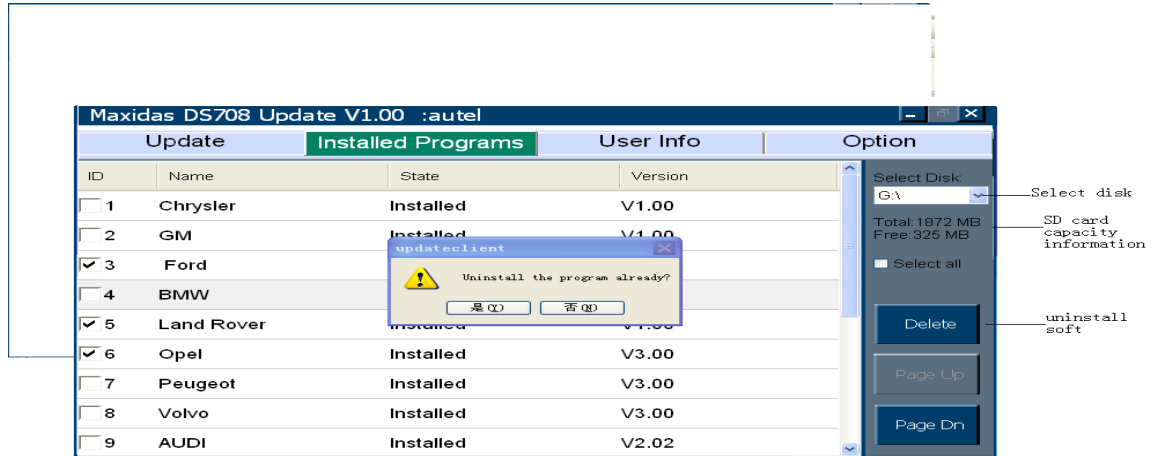 Maxidas DS708 Update V1.00 :autel
Update Installed Programs User Info Option
ID Name State Version
Select Disk:
G:\
Select disk
1 Chrysler Installed V1.00
Total:1872 MB
Free:325 MB
SD card
capacity
information
2 GM Installed V1.00
updateclient
3 Ford
Uninstall the program already?
Select all
4 BMW
是(Y) 否(N)
5 Land Rover Installed V1.00
Delete
uninstall
soft
6 Opel Installed V3.00
7 Peugeot Installed V3.00
Page Up
8 Volvo Installed V3.00
9 AUDI Installed V2.02
Page Dn